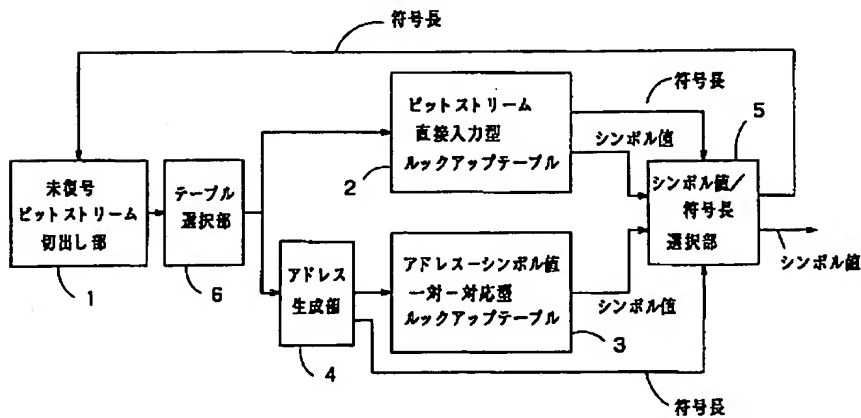 符号長
ビットストリーム
直接入力型
ルックアップテーブル
2
符号長
シンボル値
5
未復号
ビットストリーム
切出し部
1
テーブル
選択部
6
シンボル値/
符号長
選択部
シンボル値
アドレス
生成部
4
アドレスーシンボル値
一対一対応型
ルックアップテーブル
3
シンボル値
符号長